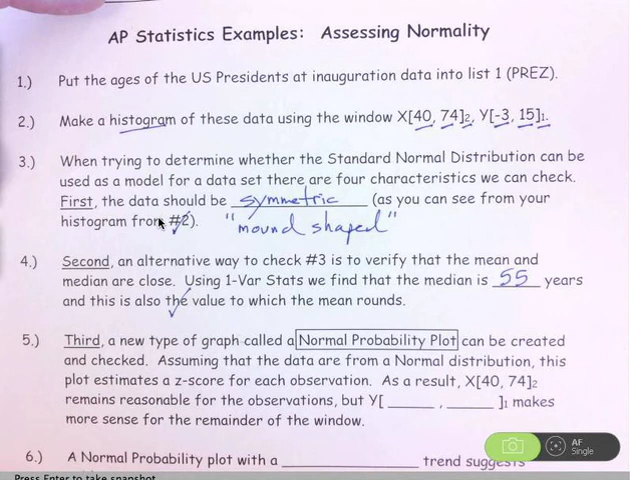 AP Statistics Examples: Assessing Normality
1.) Put the ages of the US Presidents at inauguration data into list 1 (PREZ).
2.) Make a histogram of these data using the window X[40, 74]2, Y[-3, 15]1.
3.) When trying to determine whether the Standard Normal Distribution can be
used as a model for a data set there are four characteristics we can check.
First, the data should be symmetric (as you can see from your
histogram from #2). "mound shaped"
4.) Second, an alternative way to check #3 is to verify that the mean and
median are close. Using 1-Var Stats we find that the median is 55 years
and this is also the value to which the mean rounds.
5.) Third, a new type of graph called a Normal Probability Plot can be created
and checked. Assuming that the data are from a Normal distribution, this
plot estimates a z-score for each observation. As a result, X[40, 74]2
remains reasonable for the observations, but Y[ ______ , ______ ]1 makes
more sense for the remainder of the window.
AF
Single
6.) A Normal Probability plot with a ________________ trend suggests
Press Enter to take snapshot